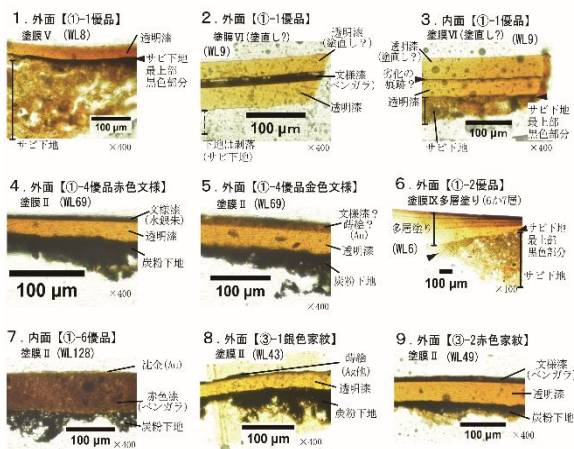 1．外面【①-1優品】
塗膜Ⅴ (WL8)
透明漆
サビ下地
最上部
黒色部分
サビ下地
100 μm
×400
2．外面【①-1優品】
塗膜Ⅵ(塗直し?)
(WL9)
透明漆
(塗直し?)
文様漆
(ベンガラ)
透明漆
下地は剥落
(サビ下地)
100 μm
×400
3．内面【①-1優品】
塗膜Ⅵ(塗直し?)
(WL9)
透明漆
(塗直し?)
劣化の
痕跡？
透明漆
サビ下地
最上部
黒色部分
サビ下地
100 μm
×400
4．外面【①-4優品赤色文様】
塗膜Ⅱ (WL69)
文様漆
(水銀朱)
透明漆
炭粉下地
100 μm
×400
5．外面【①-4優品金色文様】
塗膜Ⅱ (WL69)
文様漆?
蒔絵?
(Au)
透明漆
炭粉下地
100 μm
×400
6．外面【①-2優品】
塗膜Ⅸ多層塗り(6か7層)
多層塗り
(WL6)
サビ下地
最上部
黒色部分
サビ下地
100 μm
×100
7．内面【①-6優品】
塗膜Ⅱ (WL128)
沈金(Au)
赤色漆
(ベンガラ)
炭粉下地
100 μm
×400
8．外面【③-1銀色家紋】
塗膜Ⅱ (WL43)
蒔絵
(Ag他)
透明漆
炭粉下地
100 μm
×400
9．外面【③-2赤色家紋】
塗膜Ⅱ (WL49)
文様漆
(ベンガラ)
透明漆
炭粉下地
100 μm
×400